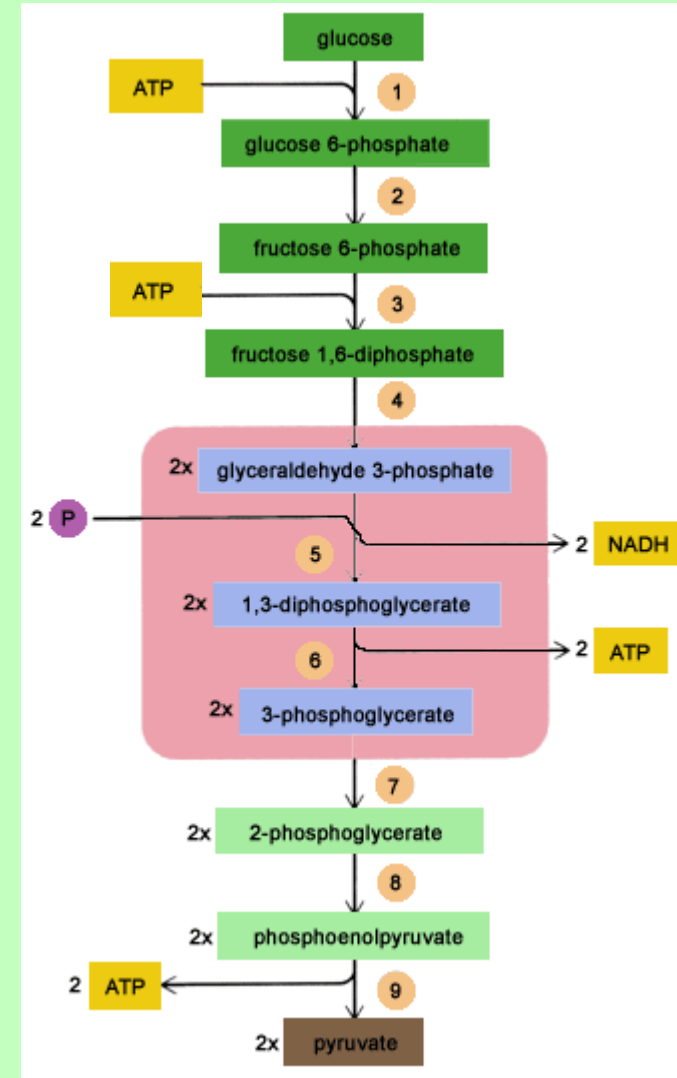 glucose
ATP
1
glucose 6-phosphate
2
fructose 6-phosphate
ATP
3
fructose 1,6-diphosphate
4
2x glyceraldehyde 3-phosphate
2 P
2 NADH
5
2x 1,3-diphosphoglycerate
6
2 ATP
2x 3-phosphoglycerate
7
2x 2-phosphoglycerate
8
2x phosphoenolpyruvate
2 ATP
9
2x pyruvate